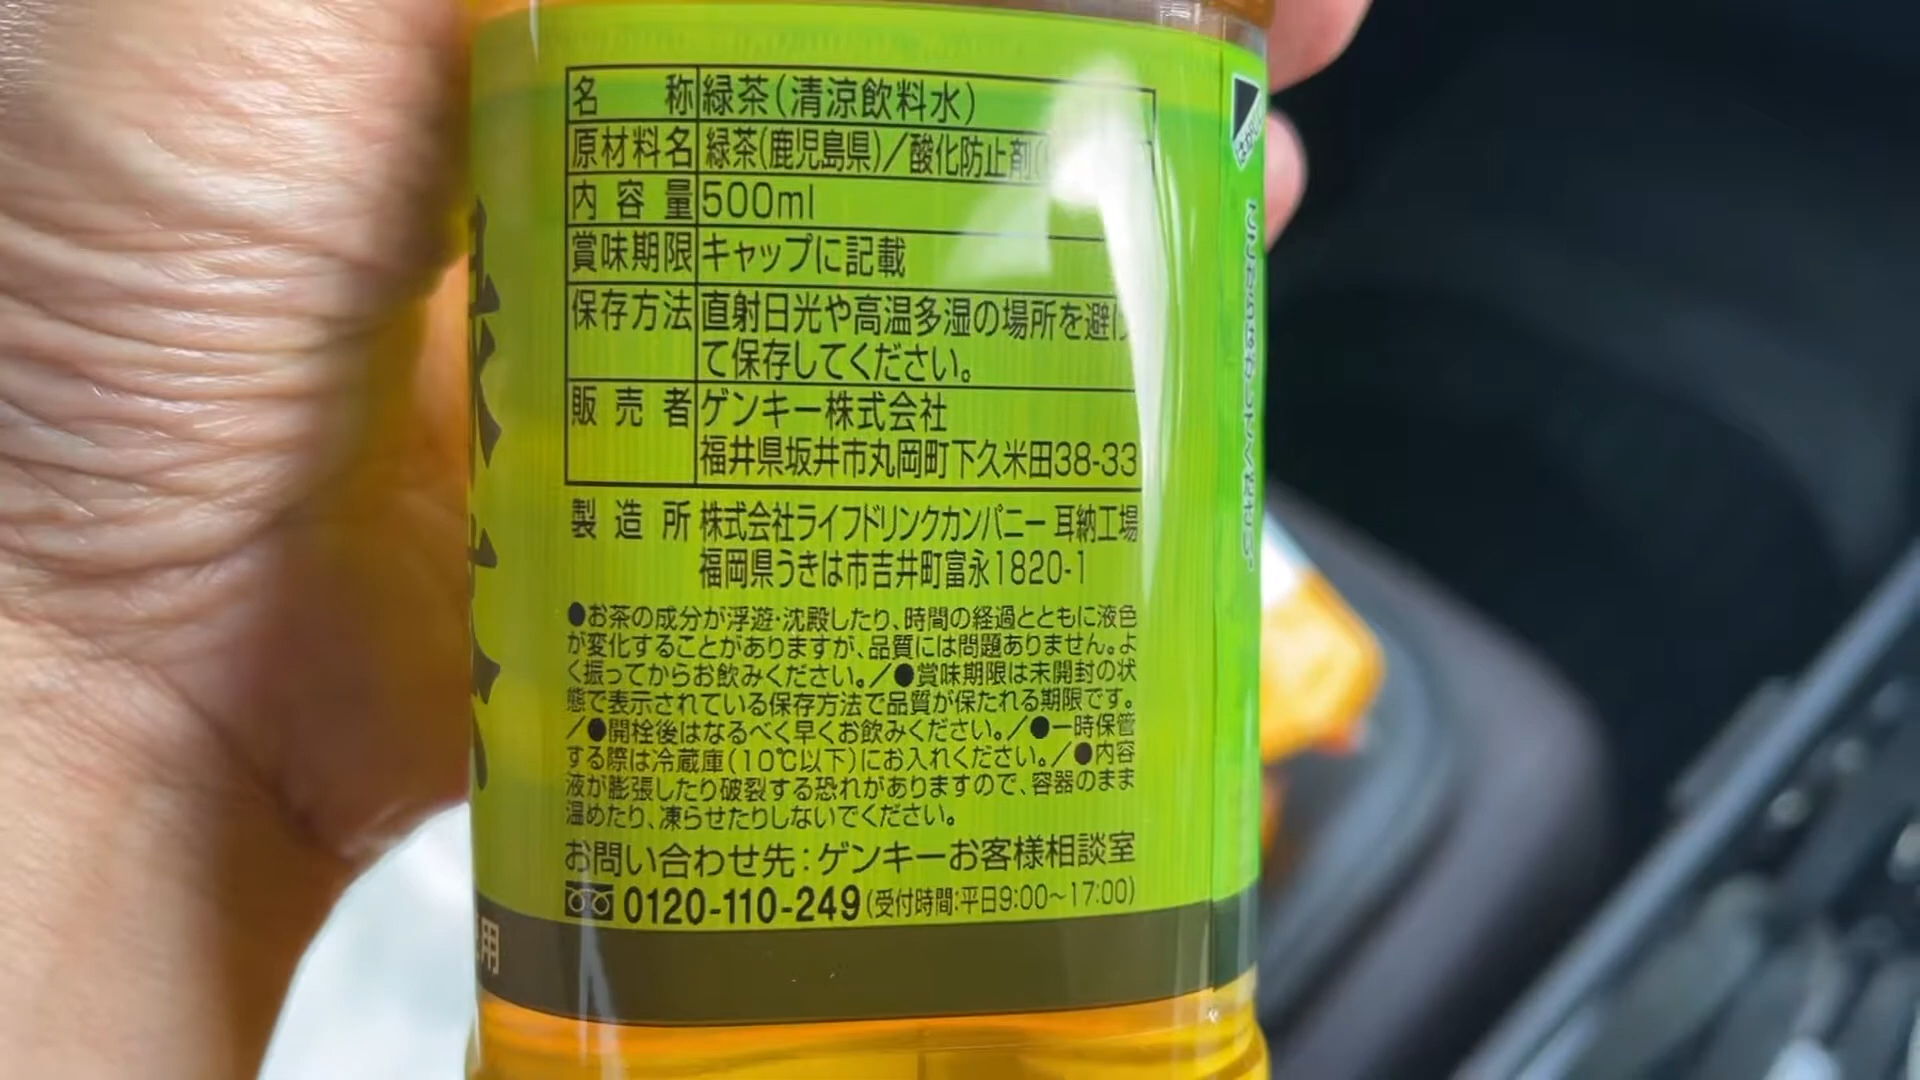 名称 緑茶(清涼飲料水)
原材料名 緑茶(鹿児島県)/酸化防止剤(
内容量 500ml
賞味期限 キャップに記載
保存方法 直射日光や高温多湿の場所を避け
て保存してください。
販売者 ゲンキー株式会社
福井県坂井市丸岡町下久米田38-33
製造所 株式会社ライフドリンクカンパニー 耳納工場
福岡県うきは市吉井町富永1820-1
●お茶の成分が浮遊・沈殿したり、時間の経過とともに液色
が変化することがありますが、品質には問題ありません。よ
く振ってからお飲みください。/●賞味期限は未開封の状
態で表示されている保存方法で品質が保たれる期限です。
/●開栓後はなるべく早くお飲みください。/●一時保管
する際は冷蔵庫(10℃以下)にお入れください。/●内容
液が膨張したり破裂する恐れがありますので、容器のまま
温めたり、凍らせたりしないでください。
お問い合わせ先:ゲンキーお客様相談室
0120-110-249(受付時間:平日9:00〜17:00)
用